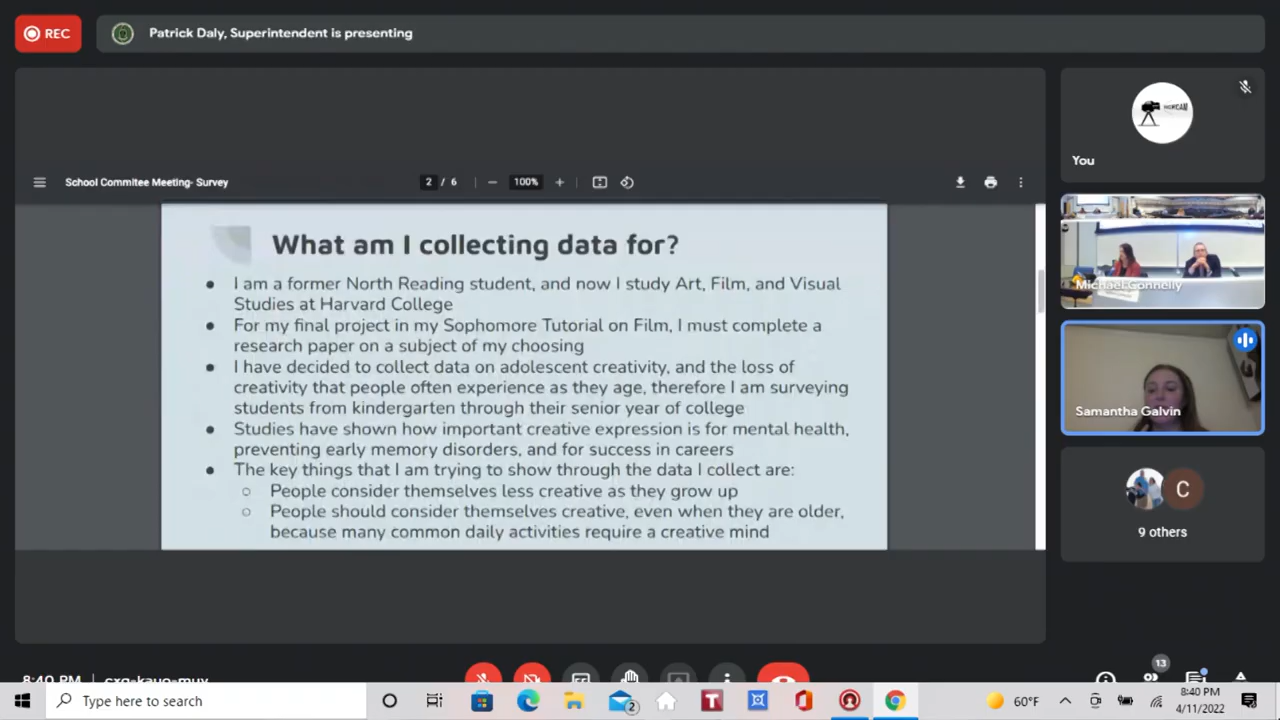 REC
Patrick Daly, Superintendent is presenting
School Commitee Meeting- Survey
2 / 6
100%
What am I collecting data for?
I am a former North Reading student, and now I study Art, Film, and Visual
Studies at Harvard College
For my final project in my Sophomore Tutorial on Film, I must complete a
research paper on a subject of my choosing
I have decided to collect data on adolescent creativity, and the loss of
creativity that people often experience as they age, therefore I am surveying
students from kindergarten through their senior year of college
Studies have shown how important creative expression is for mental health,
preventing early memory disorders, and for success in careers
The key things that I am trying to show through the data I collect are:
People consider themselves less creative as they grow up
People should consider themselves creative, even when they are older,
because many common daily activities require a creative mind
NORCAM
You
Michael Connelly
Samantha Galvin
C
9 others
8:40 PM
13
Type here to search
2
T
60°F
8:40 PM
4/11/2022